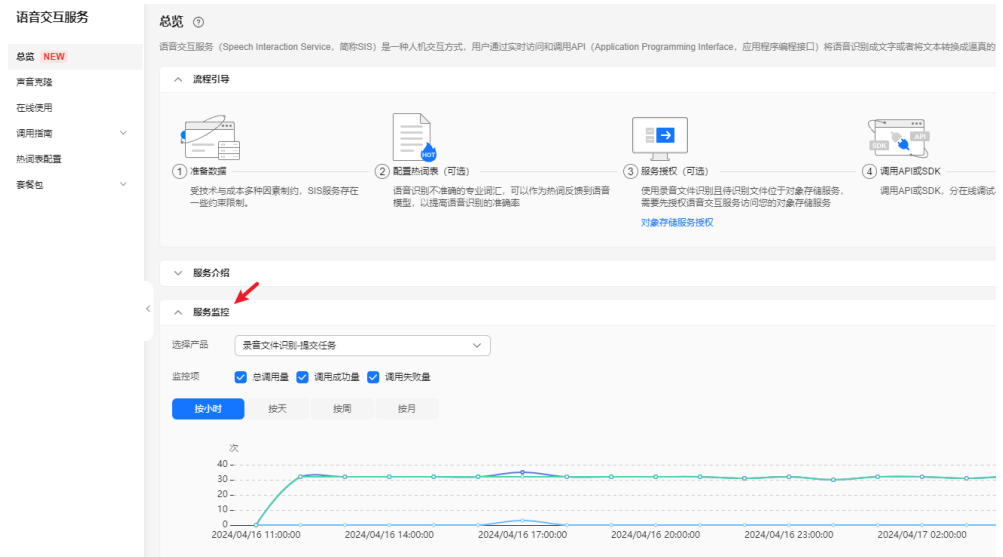 语音交互服务
总览 NEW
声音克隆
在线使用
调用指南
热词表配置
套餐包
总览 ?
语音交互服务（Speech Interaction Service，简称SIS）是一种人机交互方式，用户通过实时访问和调用API（Application Programming Interface，应用程序编程接口）将语音识别成文字或者将文本转换成逼真的
流程引导
HOT
SDK API
1 准备数据
2 配置热词表（可选）
3 服务授权（可选）
4 调用API或SDK
受技术与成本多种因素制约，SIS服务存在
一些约束限制。
语音识别不准确的专业词汇，可以作为热词反馈到语音
模型，以提高语音识别的准确率
使用录音文件识别且待识别文件位于对象存储服务，
需要先授权语音交互服务访问您的对象存储服务
对象存储服务授权
调用API或SDK，分在线调试、
服务介绍
服务监控
选择产品 录音文件识别-提交任务
监控项 总调用量 调用成功量 调用失败量
按小时 按天 按周 按月
次
40
30
20
10
0
2024/04/16 11:00:00 2024/04/16 14:00:00 2024/04/16 17:00:00 2024/04/16 20:00:00 2024/04/16 23:00:00 2024/04/17 02:00:00